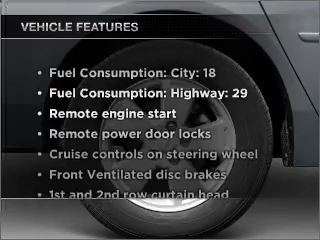 VEHICLE FEATURES
• Fuel Consumption: City: 18
• Fuel Consumption: Highway: 29
• Remote engine start
• Remote power door locks
• Cruise controls on steering wheel
• Front Ventilated disc brakes
• 1st and 2nd row curtain head